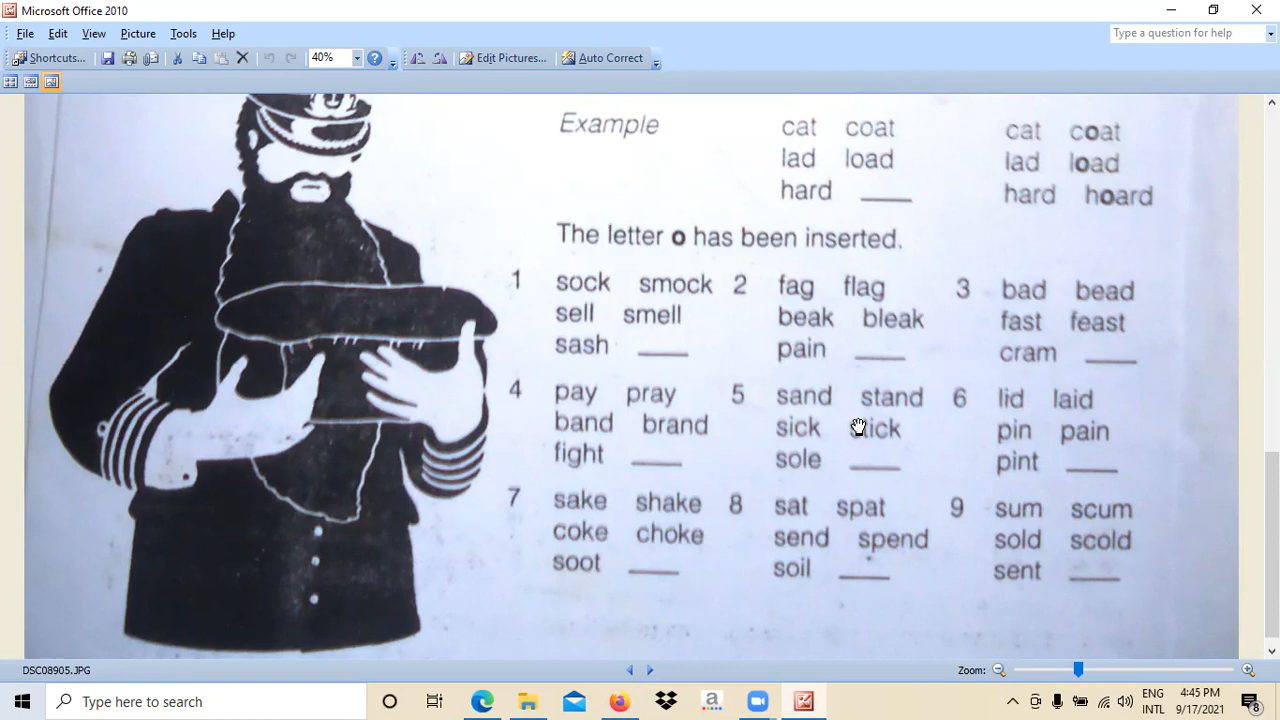 Microsoft Office 2010
File Edit View Picture Tools Help
Type a question for help
Shortcuts... 40% Edit Pictures... Auto Correct
Example cat coat cat coat
lad load lad load
hard ____ hard hoard
The letter o has been inserted.
1 sock smock 2 fag flag 3 bad bead
sell smell beak bleak fast feast
sash ____ pain ____ cram ____
4 pay pray 5 sand stand 6 lid laid
band brand sick stick pin pain
fight ____ sole ____ pint ____
7 sake shake 8 sat spat 9 sum scum
coke choke send spend sold scold
soot ____ soil ____ sent ____
DSC08905.JPG Zoom:
Type here to search a ENG 4:45 PM
INTL 9/17/2021 8